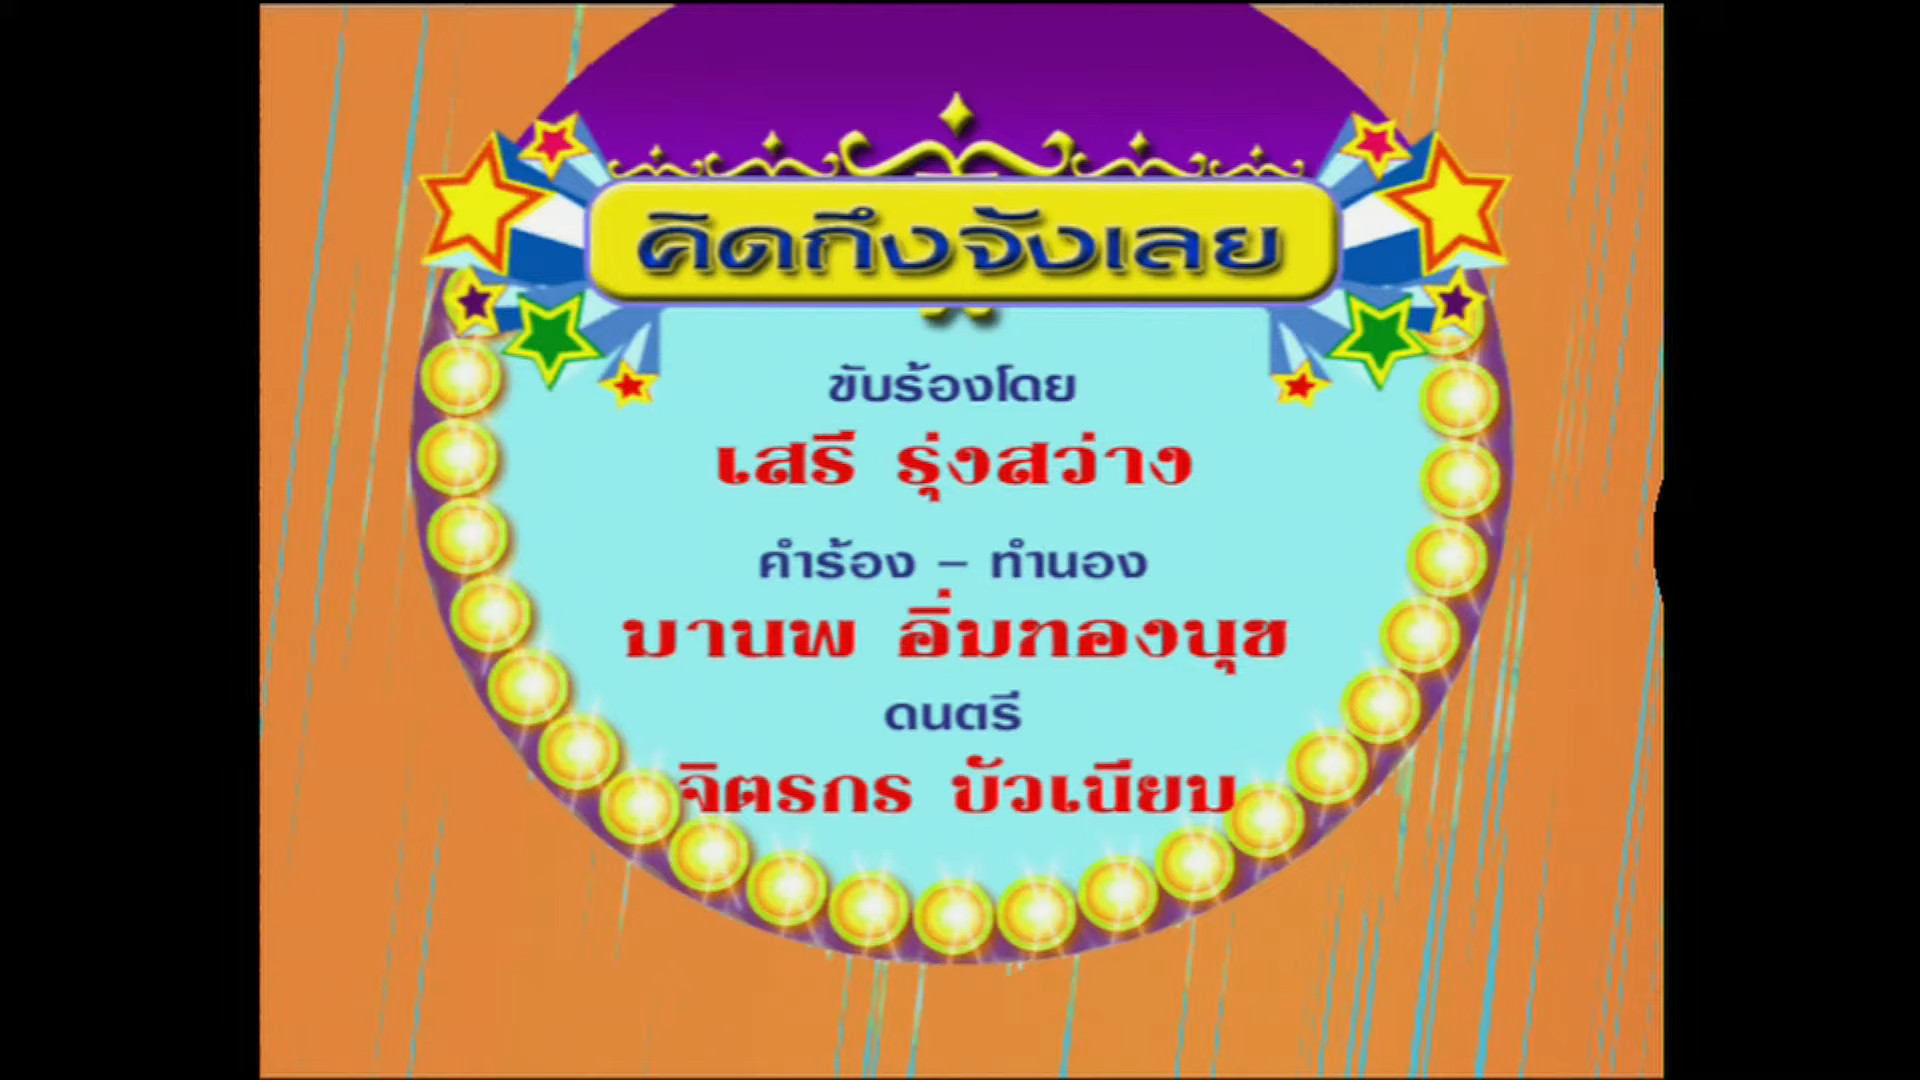 คิดถึงจังเลย
ขับร้องโดย
เสรี รุ่งสว่าง
คำร้อง – ทำนอง
มานพ อิ่มทองนุช
ดนตรี
จิตรกร บัวเนียม